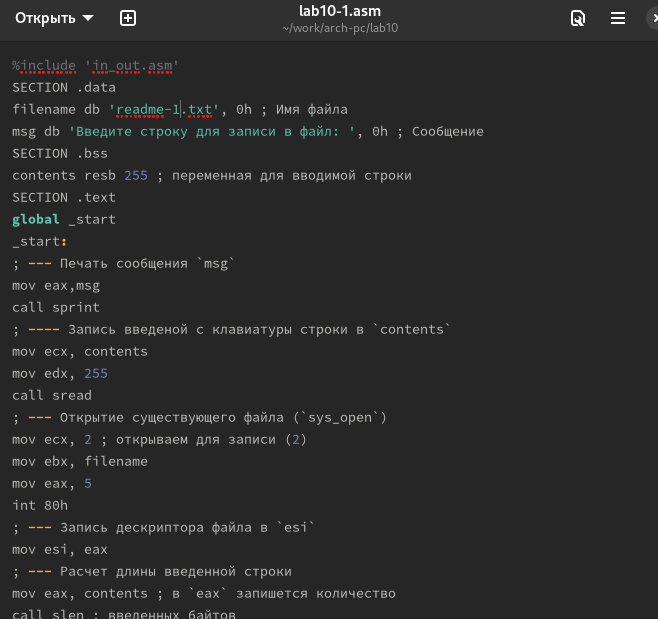 Открыть
lab10-1.asm
~/work/arch-pc/lab10
%include 'in_out.asm'
SECTION .data
filename db 'readme-1.txt', 0h ; Имя файла
msg db 'Введите строку для записи в файл: ', 0h ; Сообщение
SECTION .bss
contents resb 255 ; переменная для вводимой строки
SECTION .text
global _start
_start:
; --- Печать сообщения `msg`
mov eax,msg
call sprint
; ---- Запись введеной с клавиатуры строки в `contents`
mov ecx, contents
mov edx, 255
call sread
; --- Открытие существующего файла (`sys_open`)
mov ecx, 2 ; открываем для записи (2)
mov ebx, filename
mov eax, 5
int 80h
; --- Запись дескриптора файла в `esi`
mov esi, eax
; --- Расчет длины введенной строки
mov eax, contents ; в `eax` запишется количество
call slen ; введенных байтов